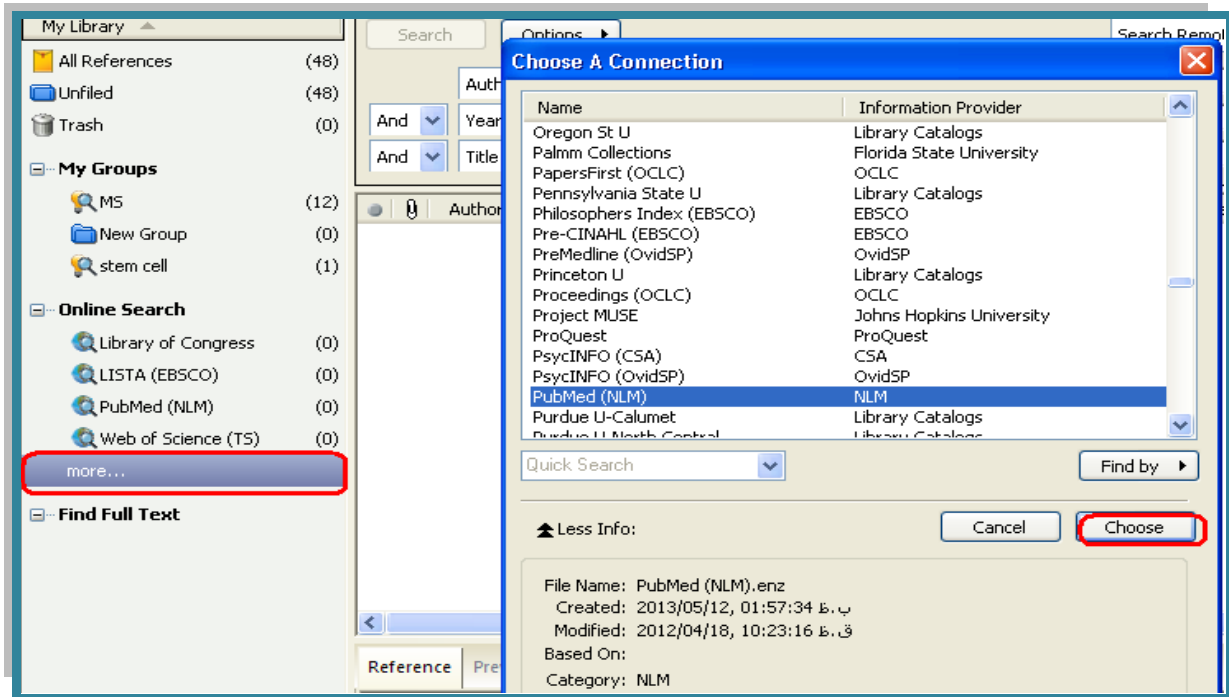 My Library
All References (48)
Unfiled (48)
Trash (0)
My Groups
MS (12)
New Group (0)
stem cell (1)
Online Search
Library of Congress (0)
LISTA (EBSCO) (0)
PubMed (NLM) (0)
Web of Science (TS) (0)
more...
Find Full Text
Search Options
Search Remo
Auth
And Year
And Title
Author
Reference Pre
Choose A Connection
Name Information Provider
Oregon St U Library Catalogs
Palmm Collections Florida State University
PapersFirst (OCLC) OCLC
Pennsylvania State U Library Catalogs
Philosophers Index (EBSCO) EBSCO
Pre-CINAHL (EBSCO) EBSCO
PreMedline (OvidSP) OvidSP
Princeton U Library Catalogs
Proceedings (OCLC) OCLC
Project MUSE Johns Hopkins University
ProQuest ProQuest
PsycINFO (CSA) CSA
PsycINFO (OvidSP) OvidSP
PubMed (NLM) NLM
Purdue U-Calumet Library Catalogs
Purdue U North Central Library Catalogs
Quick Search Find by
Less Info: Cancel Choose
File Name: PubMed (NLM).enz
Created: 2013/05/12, 01:57:34 ب.ظ
Modified: 2012/04/18, 10:23:16 ق.ظ
Based On:
Category: NLM